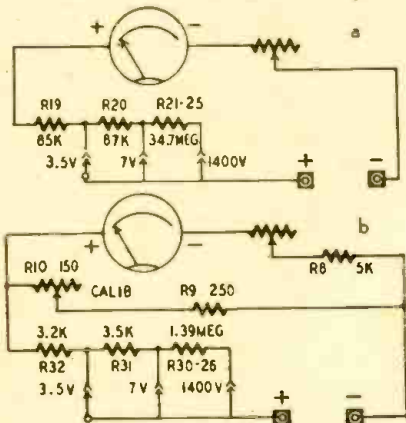 a
+ -
R19 R20 R21-25
85K 87K 34.7MEG
3.5V 7V 1400V
+ -
b
+ -
R10 150
R8 5K
CALIB R9 250
3.2K 3.5K 1.39MEG
R32 R31 R30-26
3.5V 7V 1400V
+ -